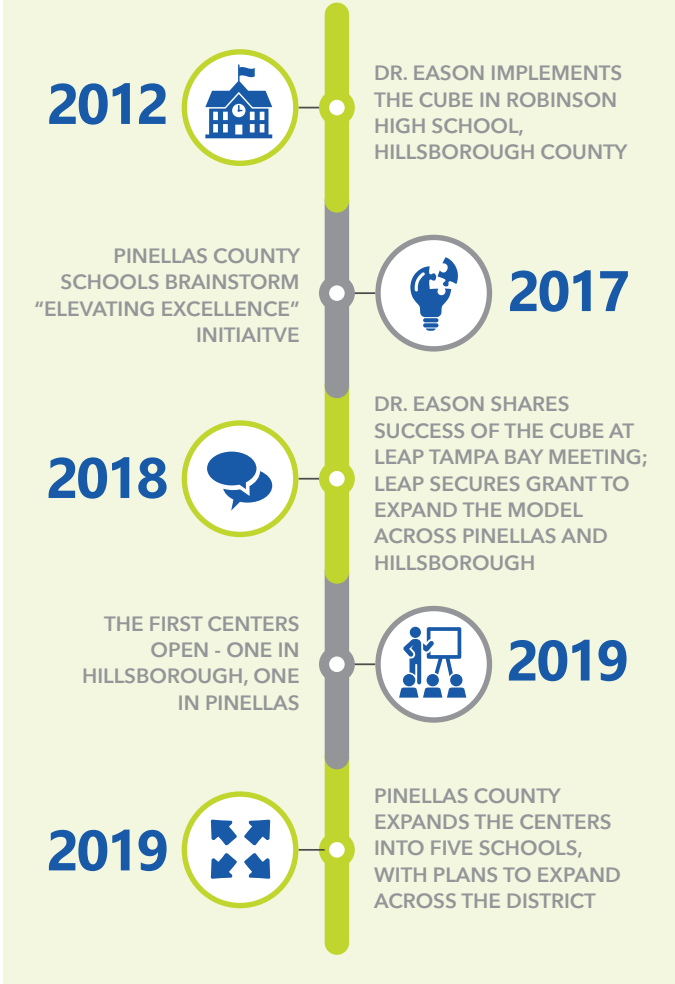 2012
DR. EASON IMPLEMENTS
THE CUBE IN ROBINSON
HIGH SCHOOL,
HILLSBOROUGH COUNTY
PINELLAS COUNTY
SCHOOLS BRAINSTORM
“ELEVATING EXCELLENCE”
INITIAITVE
2017
2018
DR. EASON SHARES
SUCCESS OF THE CUBE AT
LEAP TAMPA BAY MEETING;
LEAP SECURES GRANT TO
EXPAND THE MODEL
ACROSS PINELLAS AND
HILLSBOROUGH
THE FIRST CENTERS
OPEN - ONE IN
HILLSBOROUGH, ONE
IN PINELLAS
2019
2019
PINELLAS COUNTY
EXPANDS THE CENTERS
INTO FIVE SCHOOLS,
WITH PLANS TO EXPAND
ACROSS THE DISTRICT